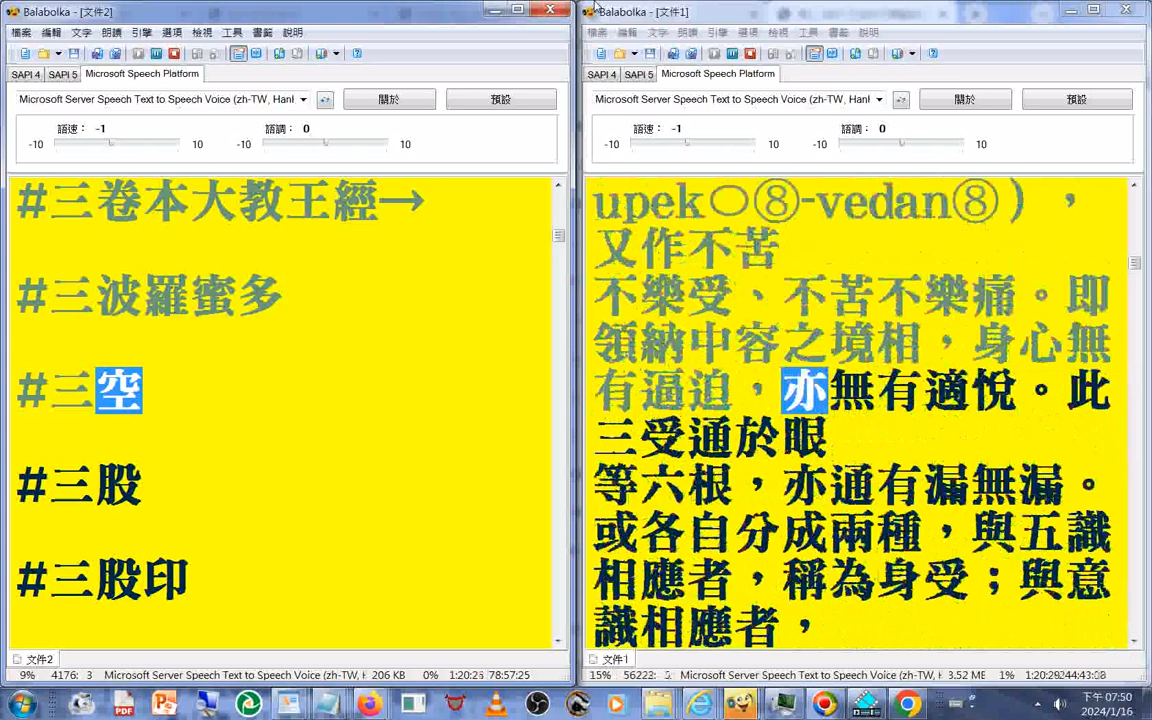 Balabolka - [文件2]
檔案 編輯 文字 朗讀 引擎 選項 檢視 工具 書籤 說明
SAPI 4 SAPI 5 Microsoft Speech Platform
Microsoft Server Speech Text to Speech Voice (zh-TW, Hanl
關於 預設
語速： -1 語調： 0
-10 10 -10 10
#三卷本大教王經→
#三波羅蜜多
#三空
#三股
#三股印
文件2
9% 4176: 3 Microsoft Server Speech Text to Speech Voice (zh-TW, H 206 KB 0% 1:20:25 78:57:25
Balabolka - [文件1]
檔案 編輯 文字 朗讀 引擎 選項 檢視 工具 書籤 說明
SAPI 4 SAPI 5 Microsoft Speech Platform
Microsoft Server Speech Text to Speech Voice (zh-TW, Hanl
關於 預設
語速： -1 語調： 0
-10 10 -10 10
upek○⑧-vedan⑧），
又作不苦
不樂受、不苦不樂痛。即
領納中容之境相，身心無
有逼迫，亦無有適悅。此
三受通於眼
等六根，亦通有漏無漏。
或各自分成兩種，與五識
相應者，稱為身受；與意
識相應者，
文件1
15% 56222: Microsoft Server Speech Text to Speech Voice (zh-TW, H 3.52 MB 1%
下午 07:50
2024/1/16